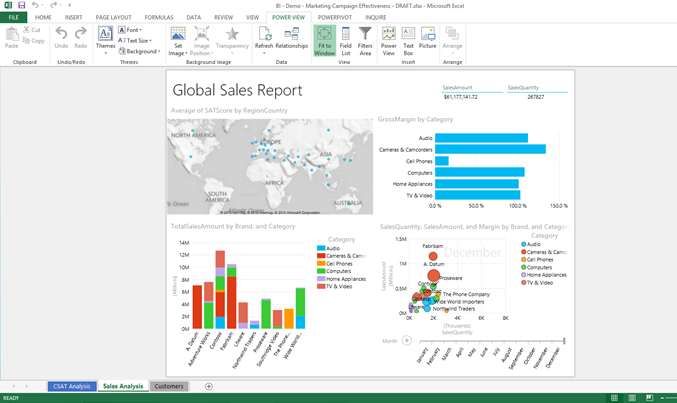 BI - Demo - Marketing Campaign Effectiveness - DRAFT.xlsx - Microsoft Excel
FILE HOME INSERT PAGE LAYOUT FORMULAS DATA REVIEW VIEW POWER VIEW POWERPIVOT INQUIRE
Paste
Cut
Copy
Undo Redo
Themes
Font
Text Size
Background
Set Image
Image Position
Transparency
Refresh Relationships
Fit to Window
Field List
Filters Area
Power View
Text Box
Picture
Arrange
Clipboard Undo/Redo Themes Background Image Data View Insert Arrange
Global Sales Report
SalesAmount SalesQuantity
$61,177,141.72 267827
Average of SATScore by RegionCountry
NORTH AMERICA
EUROPE
ASIA
AFRICA
SOUTH AMERICA
AUSTRALIA
GrossMargin by Category
Audio
Cameras & Camcorders
Cell Phones
Computers
Home Appliances
TV & Video
0.0 % 50.0 % 100.0 % 150.0 %
TotalSalesAmount by Brand, and Category
14M
12M
10M
8M
6M
4M
2M
0M
(Millions)
A. Datum
Adventure Works
Contoso
Fabrikam
Litware
Northwind Traders
Proseware
Southridge Video
The Phone...
Wide World...
Category
Audio
Cameras & Camc...
Cell Phones
Computers
Home Appliances
TV & Video
SalesQuantity, SalesAmount, and Margin by Brand, and Category
December
1.5M
1.0M
0.5M
0.0M
SalesAmount
(Millions)
Fabrikam
A. Datum
Proseware
Contoso
The Phone Company
Wide World Importers
Northwind Traders
0K 2K 4K 6K 8K
(Thousands)
SalesQuantity
Category
Audio
Cameras & Camc...
Cell Phones
Computers
Home Appliances
TV & Video
Month
January
February
March
April
May
June
July
August
September
October
November
December
CSAT Analysis Sales Analysis Customers
READY